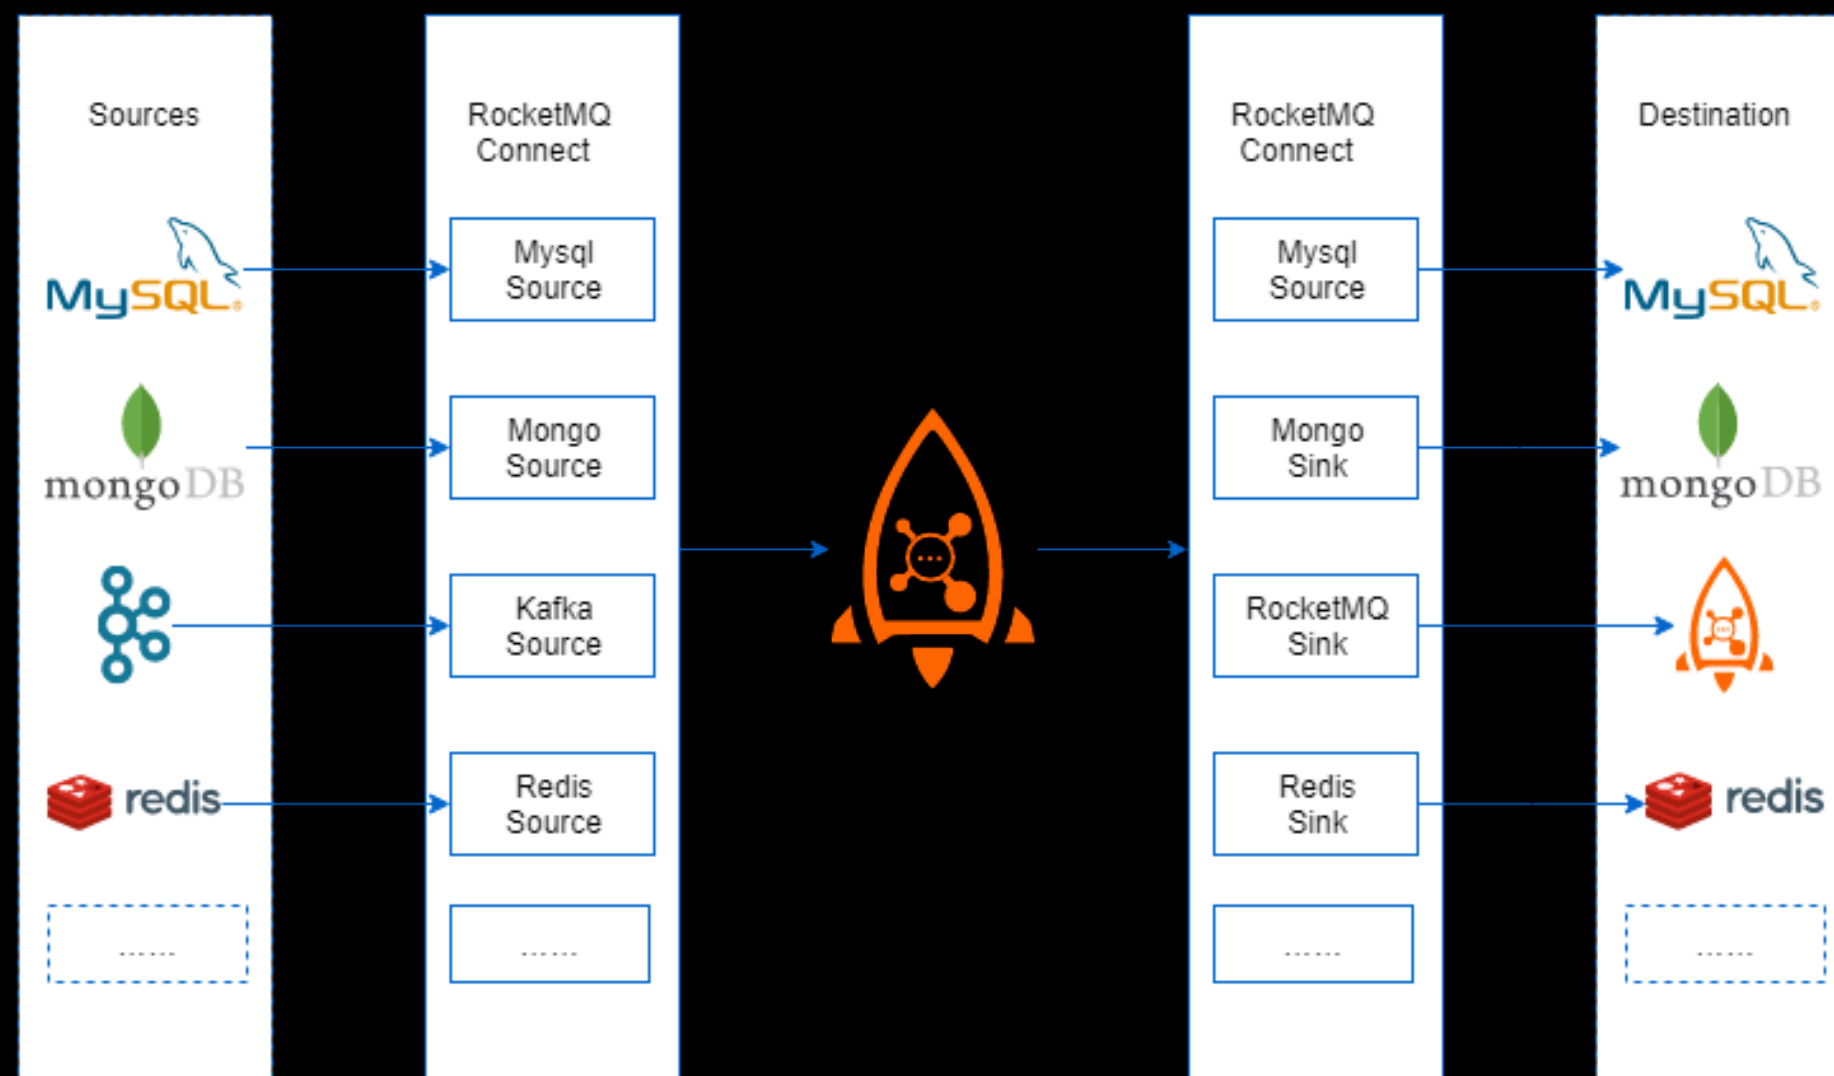 Sources
MySQL®
mongoDB
redis
......
RocketMQ
Connect
Mysql
Source
Mongo
Source
Kafka
Source
Redis
Source
......
RocketMQ
Connect
Mysql
Source
Mongo
Sink
RocketMQ
Sink
Redis
Sink
......
Destination
MySQL®
mongoDB
redis
......